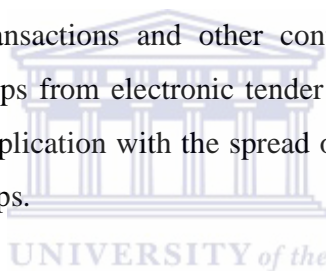 ansactions and other con
ps from electronic tender
plication with the spread o
ps.
UNIVERSITY of the